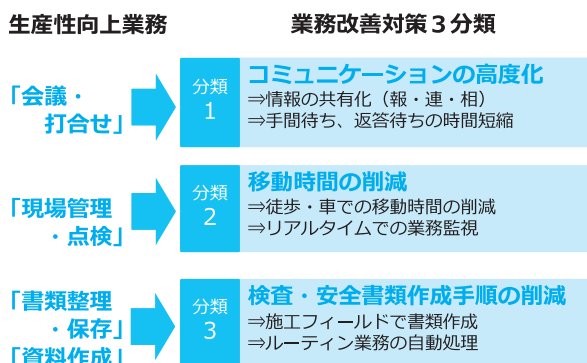 生産性向上業務
業務改善対策３分類
「会議・
打合せ」
分類
1
コミュニケーションの高度化
⇒情報の共有化（報・連・相）
⇒手間待ち、返答待ちの時間短縮
「現場管理
・点検」
分類
2
移動時間の削減
⇒徒歩・車での移動時間の削減
⇒リアルタイムでの業務監視
「書類整理
・保存」
「資料作成」
分類
3
検査・安全書類作成手順の削減
⇒施工フィールドで書類作成
⇒ルーティン業務の自動処理